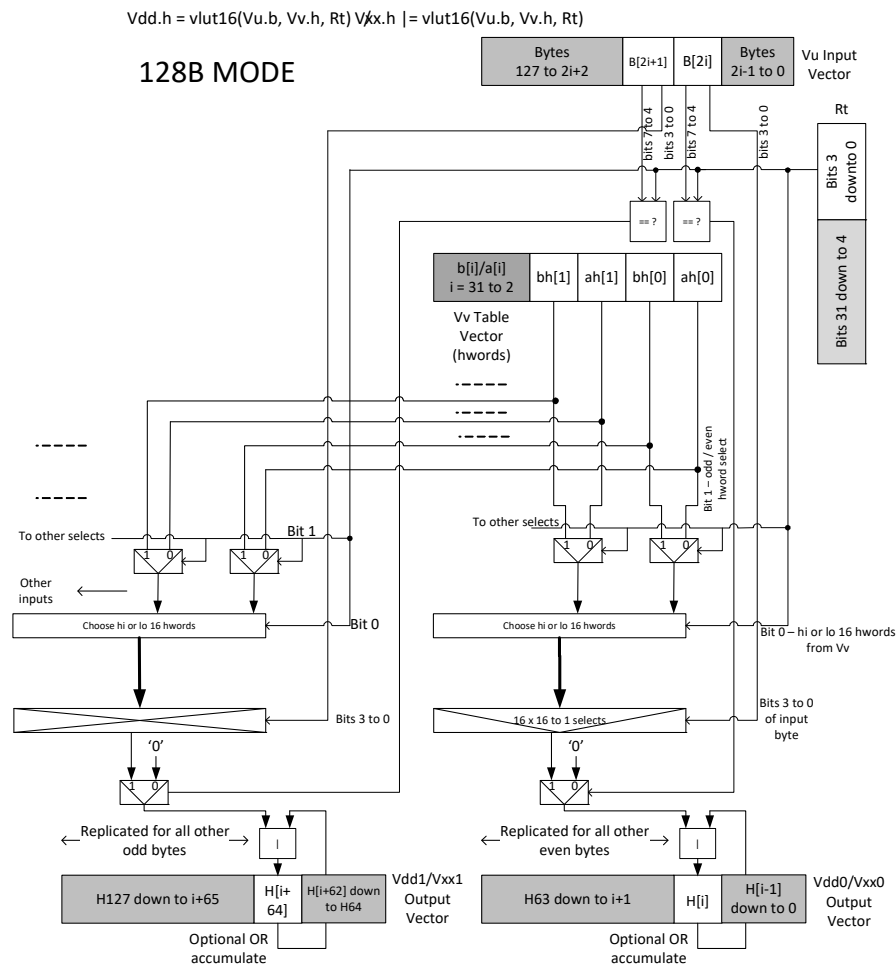 Vdd.h = vlut16(Vu.b, Vv.h, Rt) Vxx.h |= vlut16(Vu.b, Vv.h, Rt)
128B MODE
Bytes
127 to 2i+2
B[2i+1]
B[2i]
Bytes
2i-1 to 0
Vu Input
Vector
Rt
bits 7 to 4
bits 3 to 0
bits 7 to 4
bits 3 to 0
Bits 3
downto 0
Bits 31 down to 4
== ?
== ?
b[i]/a[i]
i = 31 to 2
bh[1]
ah[1]
bh[0]
ah[0]
Vv Table
Vector
(hwords)
Bit 1 – odd / even
hword select
To other selects
Bit 1
To other selects
1 0
1 0
1 0
1 0
Other
inputs
Choose hi or lo 16 hwords
Bit 0
Choose hi or lo 16 hwords
Bit 0 – hi or lo 16 hwords
from Vv
Bits 3 to 0
16 x 16 to 1 selects
Bits 3 to 0
of input
byte
'0'
'0'
1 0
1 0
Replicated for all other
odd bytes
|
Replicated for all other
even bytes
|
H127 down to i+65
H[i+
64]
H[i+62] down
to H64
Vdd1/Vxx1
Output
Vector
H63 down to i+1
H[i]
H[i-1]
down to 0
Vdd0/Vxx0
Output
Vector
Optional OR
accumulate
Optional OR
accumulate